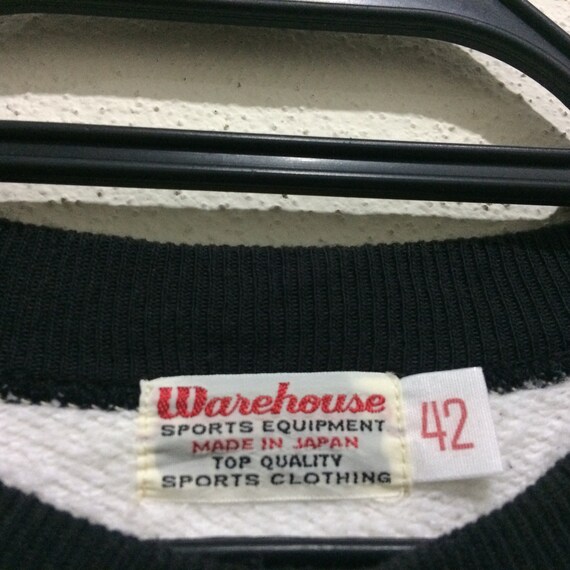 Warehouse
SPORTS EQUIPMENT
MADE IN JAPAN
TOP QUALITY
SPORTS CLOTHING
42